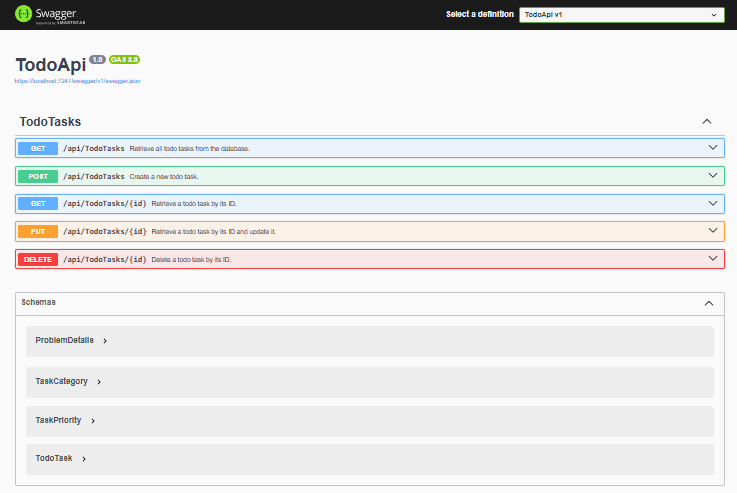 Swagger
Supported by SMARTBEAR
Select a definition
TodoApi v1
TodoApi 1.0 OAS 3.0
https://localhost:7247/swagger/v1/swagger.json
TodoTasks
GET /api/TodoTasks Retrieve all todo tasks from the database.
POST /api/TodoTasks Create a new todo task.
GET /api/TodoTasks/{id} Retrieve a todo task by its ID.
PUT /api/TodoTasks/{id} Retrieve a todo task by its ID and update it.
DELETE /api/TodoTasks/{id} Delete a todo task by its ID.
Schemas
ProblemDetails
TaskCategory
TaskPriority
TodoTask